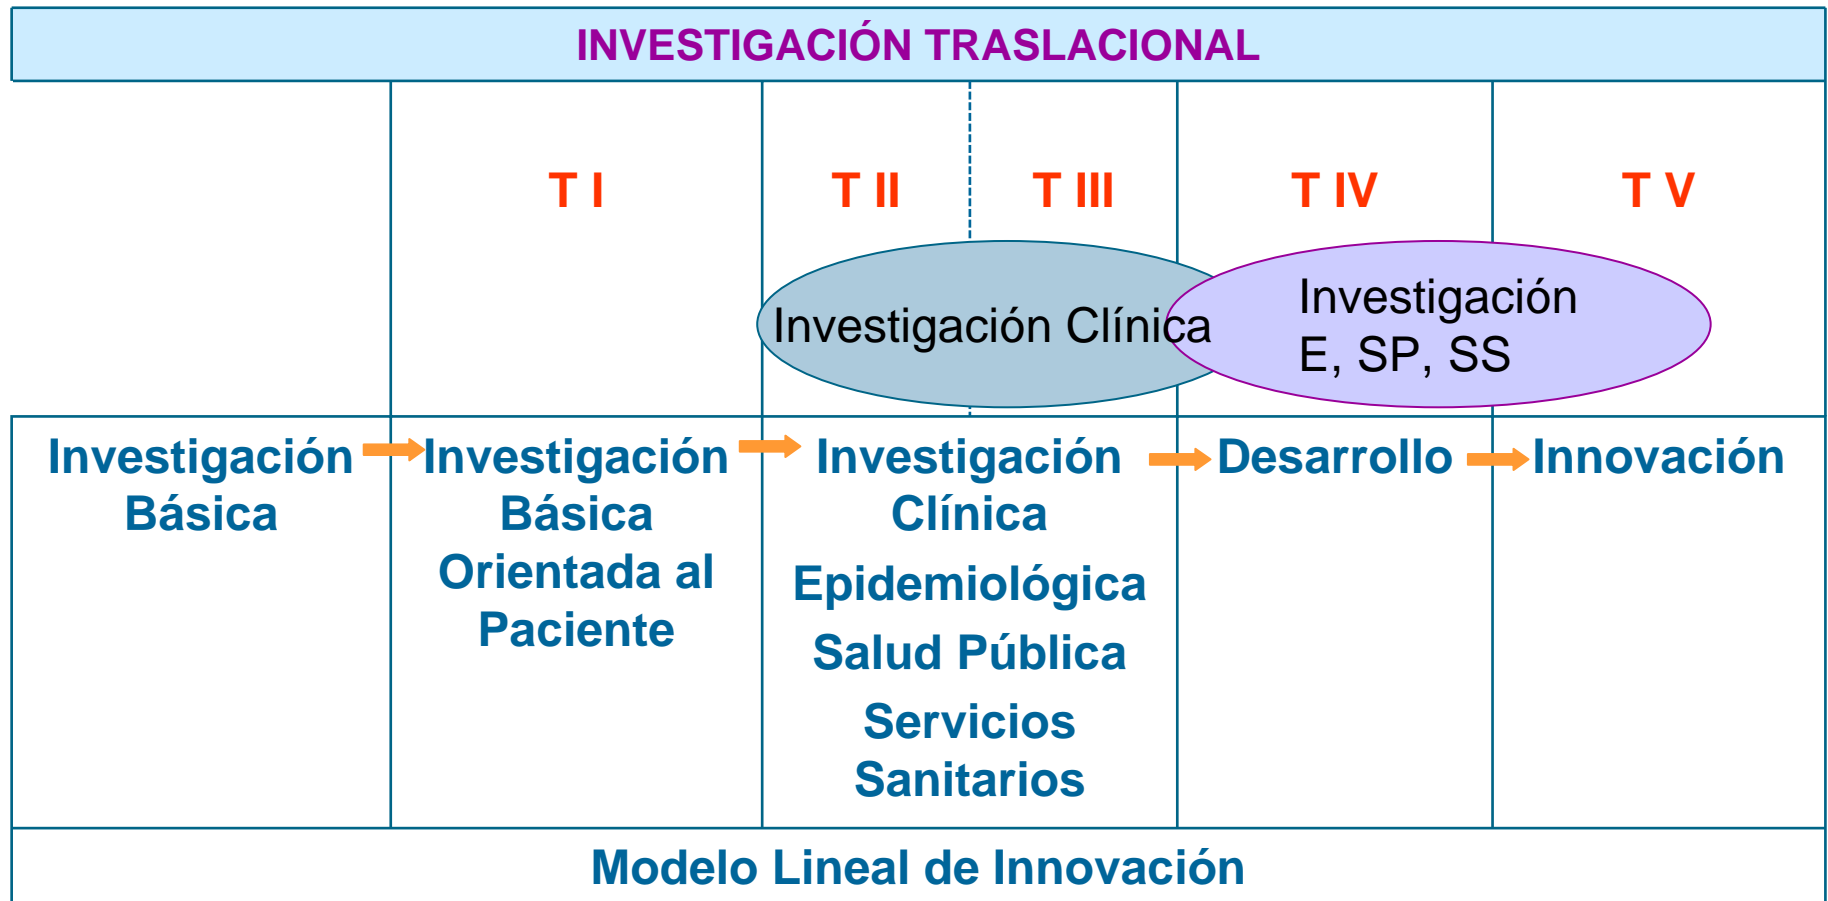 INVESTIGACIÓN TRASLACIONAL
T I
T II
T III
T IV
T V
Investigación Clínica
Investigación
E, SP, SS
Investigación
Básica
Investigación
Básica
Orientada al
Paciente
Investigación
Clínica
Epidemiológica
Salud Pública
Servicios
Sanitarios
Desarrollo
Innovación
Modelo Lineal de Innovación